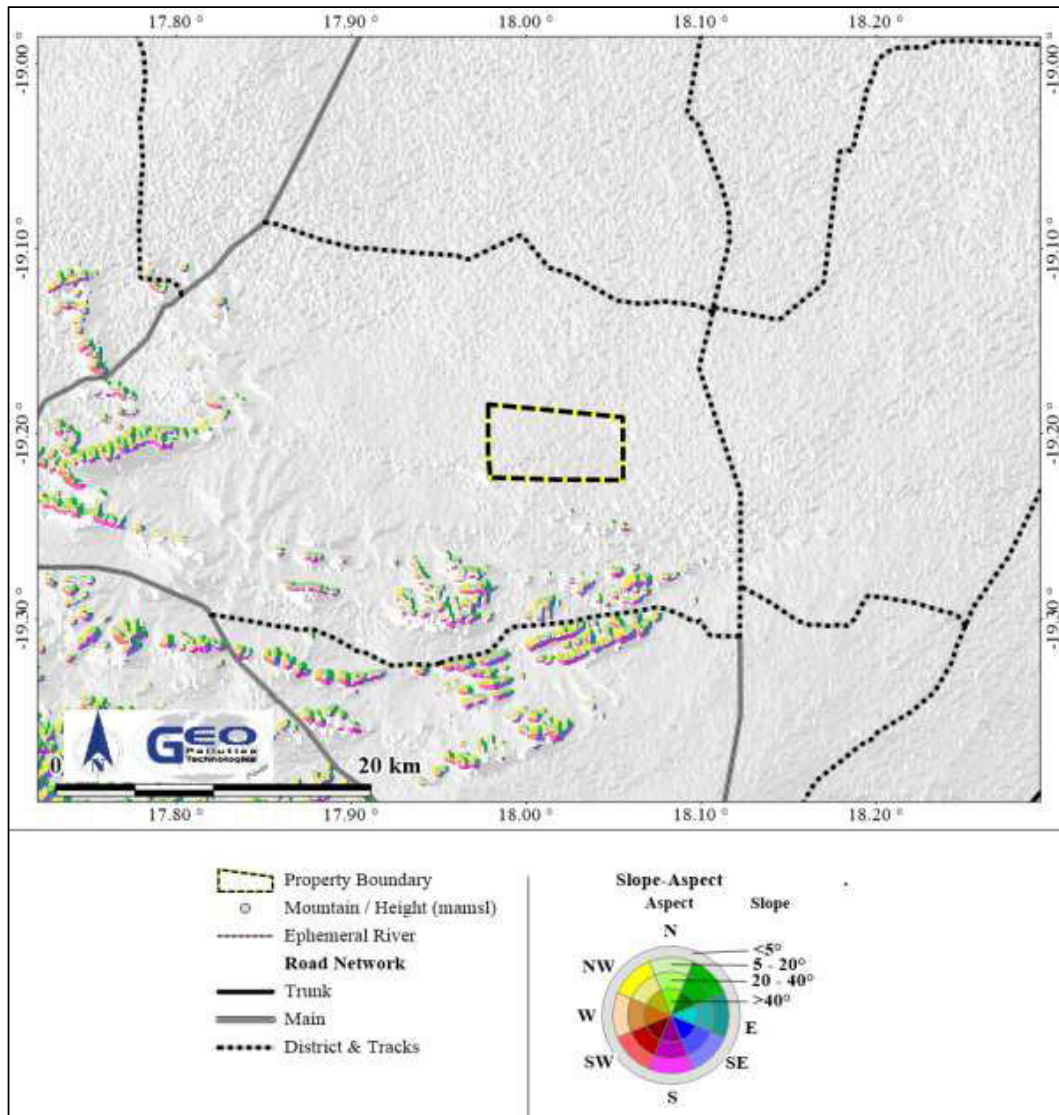 17.80 ° 17.90 ° 18.00 ° 18.10 ° 18.20 °
-19.00 ° -19.00 °
-19.10 ° -19.10 °
-19.20 ° -19.20 °
-19.30 ° -19.30 °
N
GEO
Pollution
Technologies
0 20 km
17.80 ° 17.90 ° 18.00 ° 18.10 ° 18.20 °
Property Boundary
Mountain / Height (mamsl)
Ephemeral River
Road Network
Trunk
Main
District & Tracks
Slope-Aspect
Aspect Slope
N
<5°
5 - 20°
NW
20 - 40°
>40°
W
E
SW
SE
S